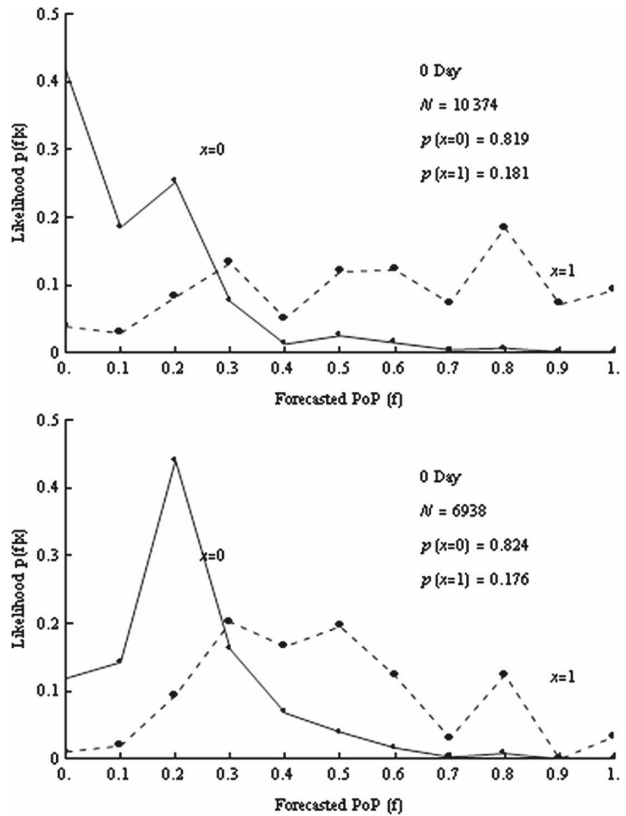 0.5
0.4
0.3
0.2
0.1
0
Likelihood p(f|x)
0 Day
N = 10 374
p (x=0) = 0.819
p (x=1) = 0.181
x=0
x=1
0. 0.1 0.2 0.3 0.4 0.5 0.6 0.7 0.8 0.9 1.
Forecasted PoP (f)
0.5
0.4
0.3
0.2
0.1
0
Likelihood p(f|x)
0 Day
N = 6938
p (x=0) = 0.824
p (x=1) = 0.176
x=0
x=1
0. 0.1 0.2 0.3 0.4 0.5 0.6 0.7 0.8 0.9 1.
Forecasted PoP (f)